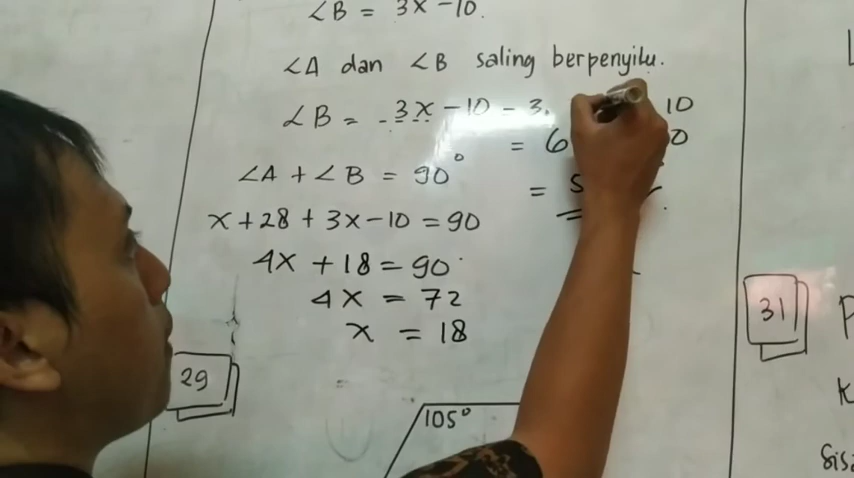 ∠B = 3x -10.
∠A dan ∠B saling berpenyiku.
∠B = 3x -10 = 3. 10
= 6 0
∠A + ∠B = 90°
= 5
x + 28 + 3x - 10 = 90
4x + 18 = 90
4x = 72
x = 18
29
31
105°